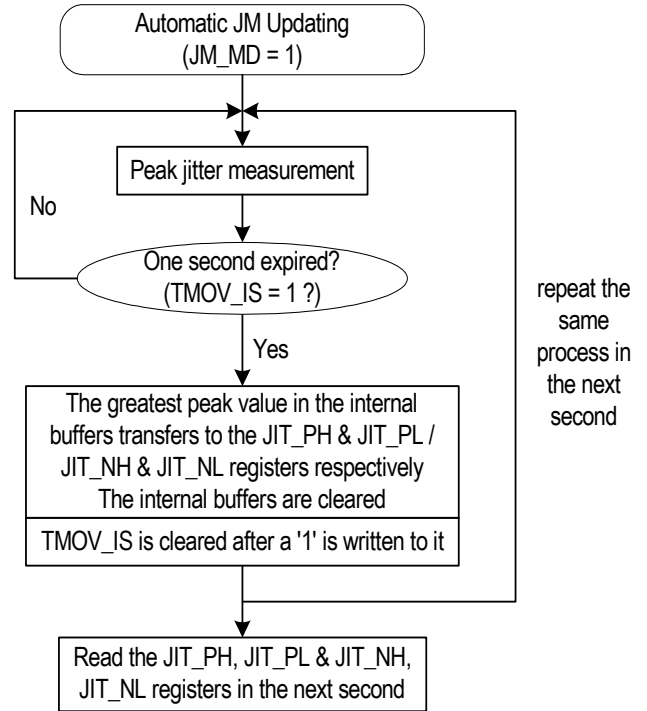 Automatic JM Updating
(JM_MD = 1)
Peak jitter measurement
No
One second expired?
(TMOV_IS = 1 ?)
repeat the
same
process in
the next
second
Yes
The greatest peak value in the internal
buffers transfers to the JIT_PH & JIT_PL /
JIT_NH & JIT_NL registers respectively
The internal buffers are cleared
TMOV_IS is cleared after a '1' is written to it
Read the JIT_PH, JIT_PL & JIT_NH,
JIT_NL registers in the next second